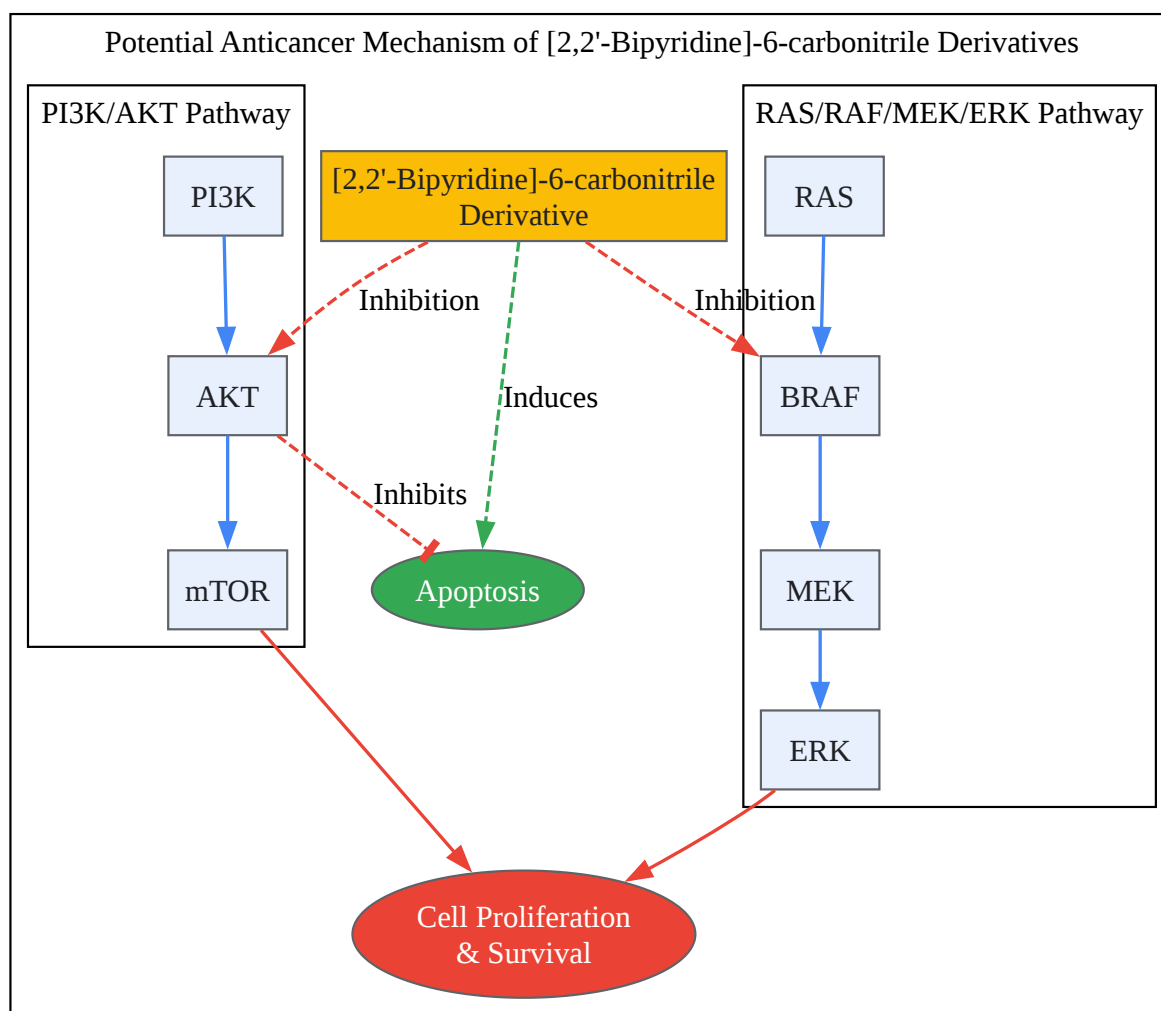 Potential Anticancer Mechanism of [2,2'-Bipyridine]-6-carbonitrile Derivatives
PI3K/AKT Pathway
RAS/RAF/MEK/ERK Pathway
PI3K
[2,2'-Bipyridine]-6-carbonitrile
Derivative
RAS
Inhibition
Inhibition
AKT
Induces
BRAF
Inhibits
mTOR
Apoptosis
MEK
ERK
Cell Proliferation
& Survival